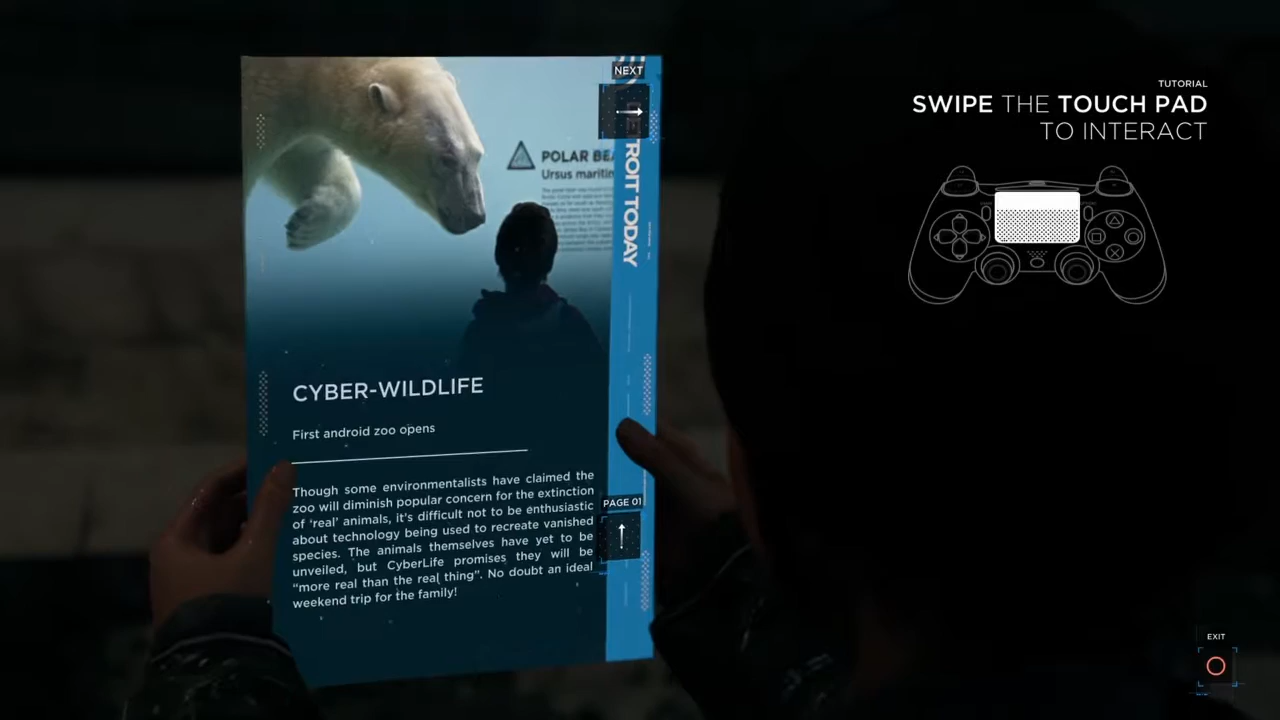 NEXT
POLAR
Ursus
DETROIT TODAY
CYBER-WILDLIFE
First android zoo opens
Though some environmentalists have claimed the
zoo will diminish popular concern for the extinction
of ‘real’ animals, it’s difficult not to be enthusiastic
about technology being used to recreate vanished
species. The animals themselves have yet to be
unveiled, but CyberLife promises they will be
“more real than the real thing”. No doubt an ideal
weekend trip for the family!
PAGE 01
TUTORIAL
SWIPE THE TOUCH PAD
TO INTERACT
EXIT